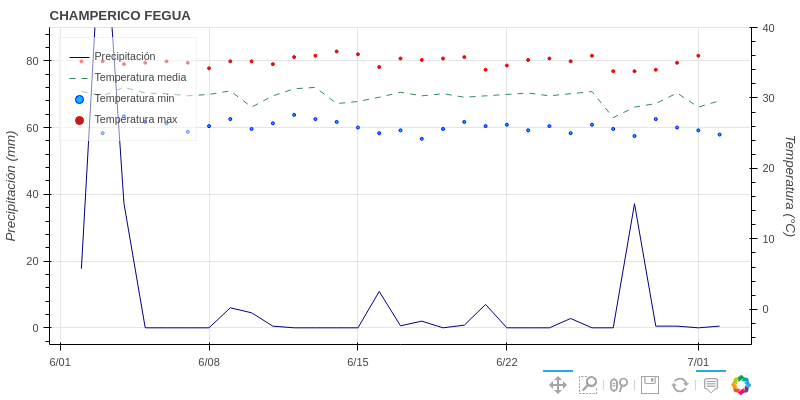 CHAMPERICO FEGUA
Precipitación
Temperatura media
Temperatura min
Temperatura max
Precipitación (mm)
80
60
40
20
0
Temperatura (°C)
40
30
20
10
0
6/01
6/08
6/15
6/22
7/01